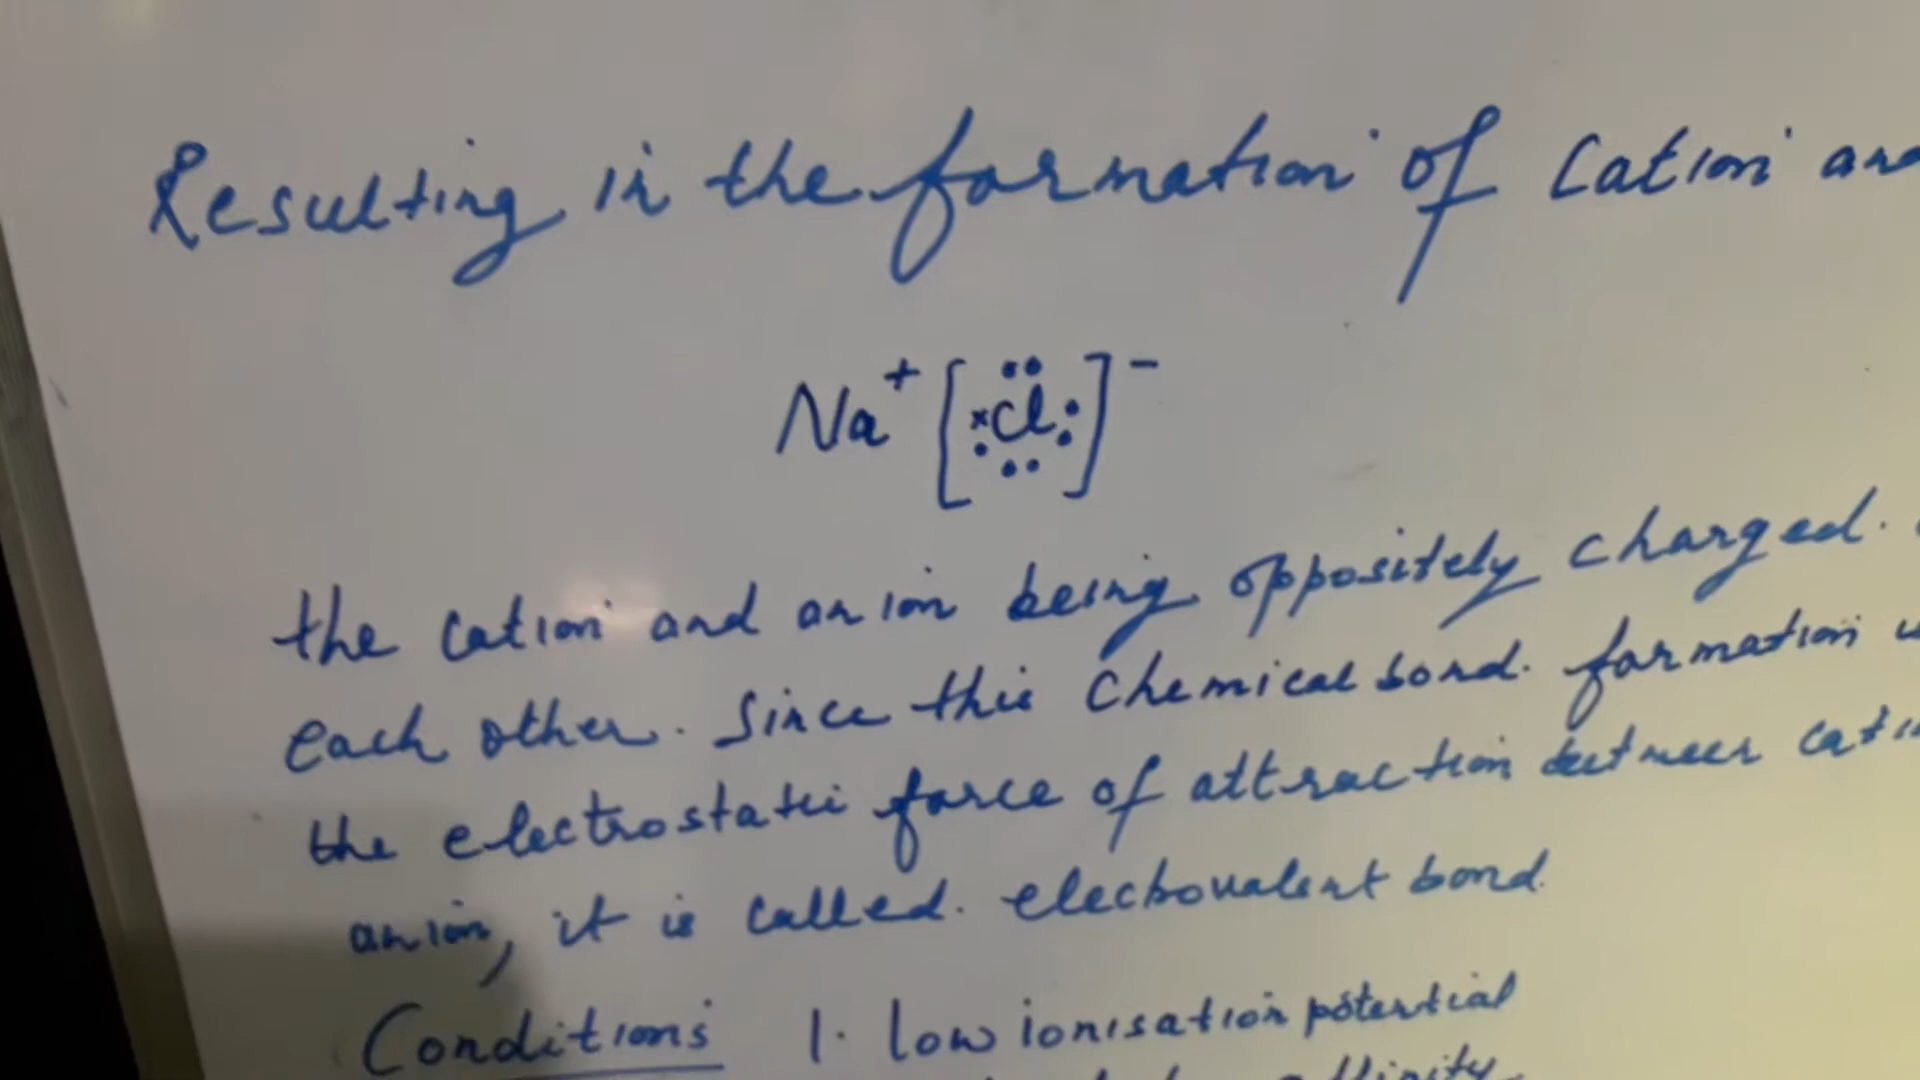 Resulting in the formation of Cation and
Na⁺ [Cl]⁻
the Cation and anion being oppositely charged.
each other. Since this Chemical bond. formation
the electrostatic force of attraction between
anion, it is called. electrovalent bond.
Conditions 1. low ionisation potential
affinity